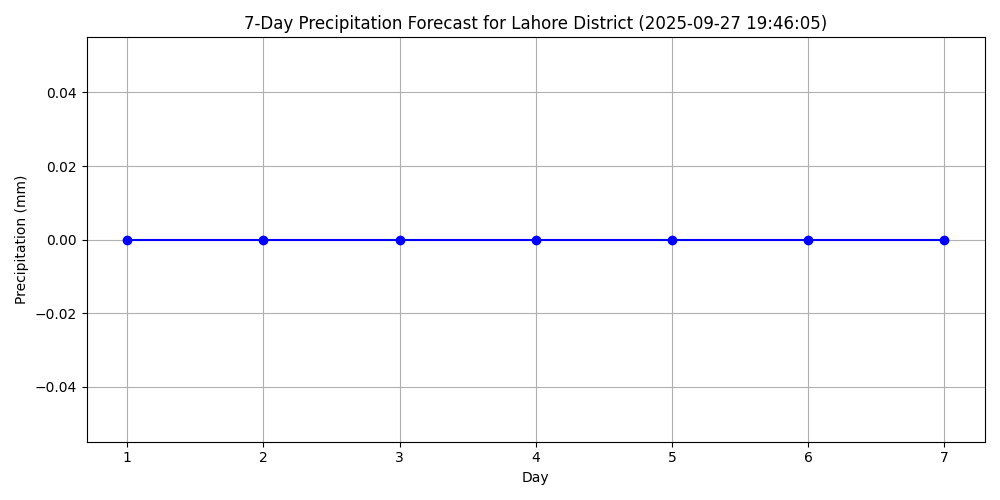 7-Day Precipitation Forecast for Lahore District (2025-09-27 19:46:05)
Precipitation (mm)
0.04
0.02
0.00
−0.02
−0.04
1 2 3 4 5 6 7
Day